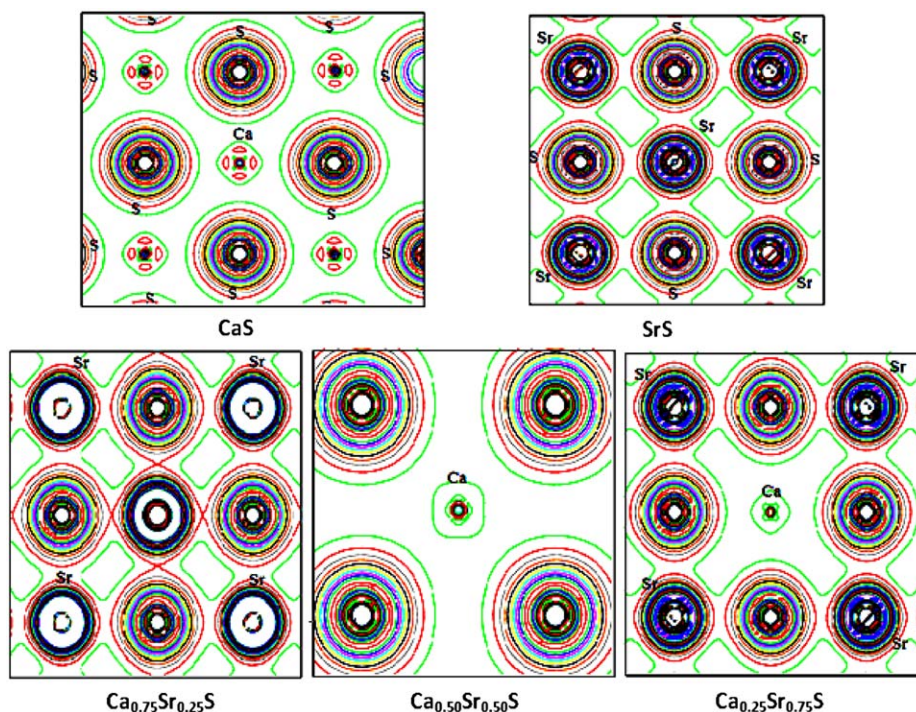 S S
Sr S Sr
S S S
S
Ca Sr
S S
S S
S S
Sr S Sr
S S S
CaS SrS
Sr Sr Sr Sr
Ca Ca
Sr Sr Sr
Sr
Ca₀.₇₅Sr₀.₂₅S Ca₀.₅₀Sr₀.₅₀S Ca₀.₂₅Sr₀.₇₅S